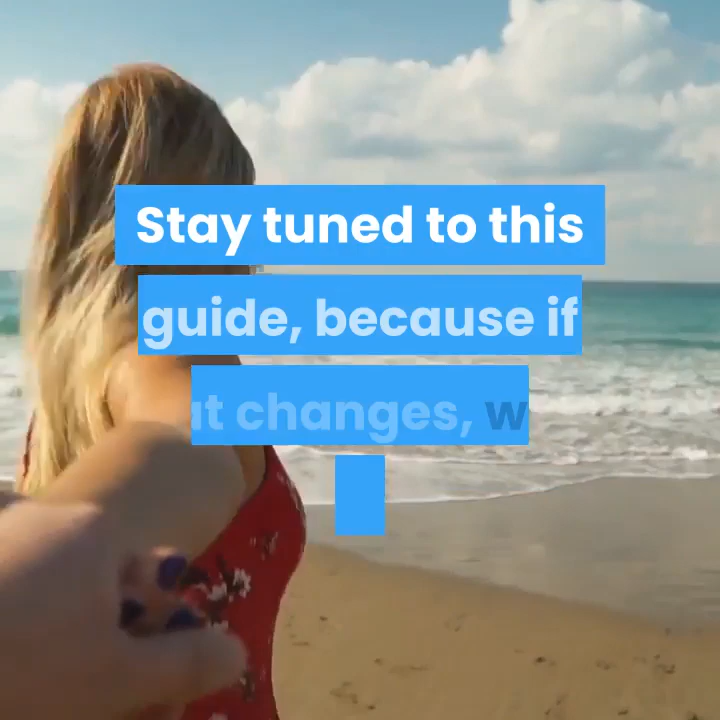 Stay tuned to this
guide, because if
changes,